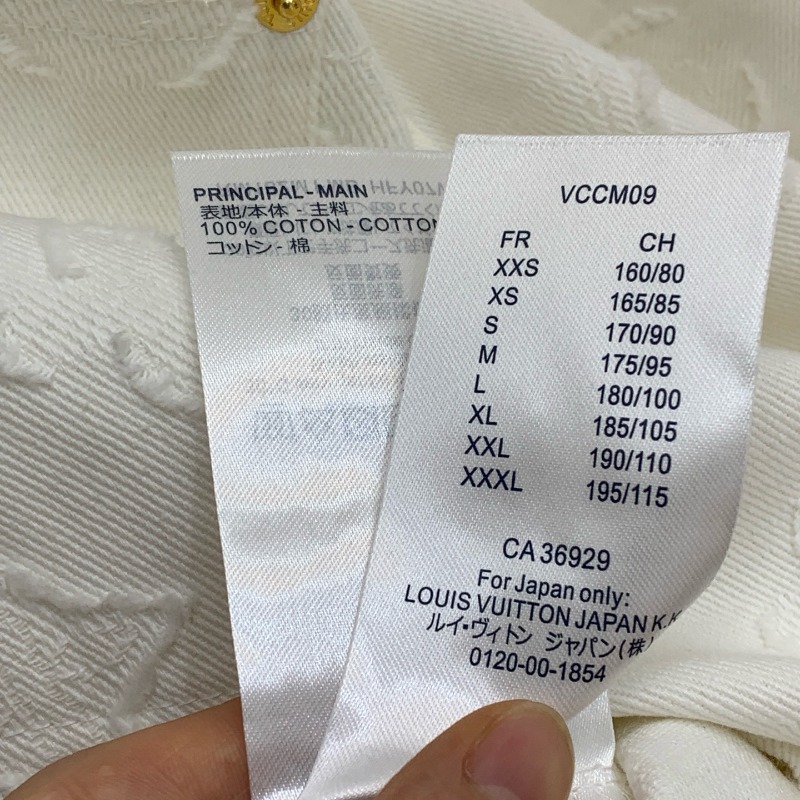 PRINCIPAL - MAIN
表地/本体 - 主料
100% COTON - COTTON
コットン - 棉
VCCM09
FR CH
XXS 160/80
XS 165/85
S 170/90
M 175/95
L 180/100
XL 185/105
XXL 190/110
XXXL 195/115
CA 36929
For Japan only:
LOUIS VUITTON JAPAN K.K
ルイ・ヴィトン ジャパン(株)
0120-00-1854